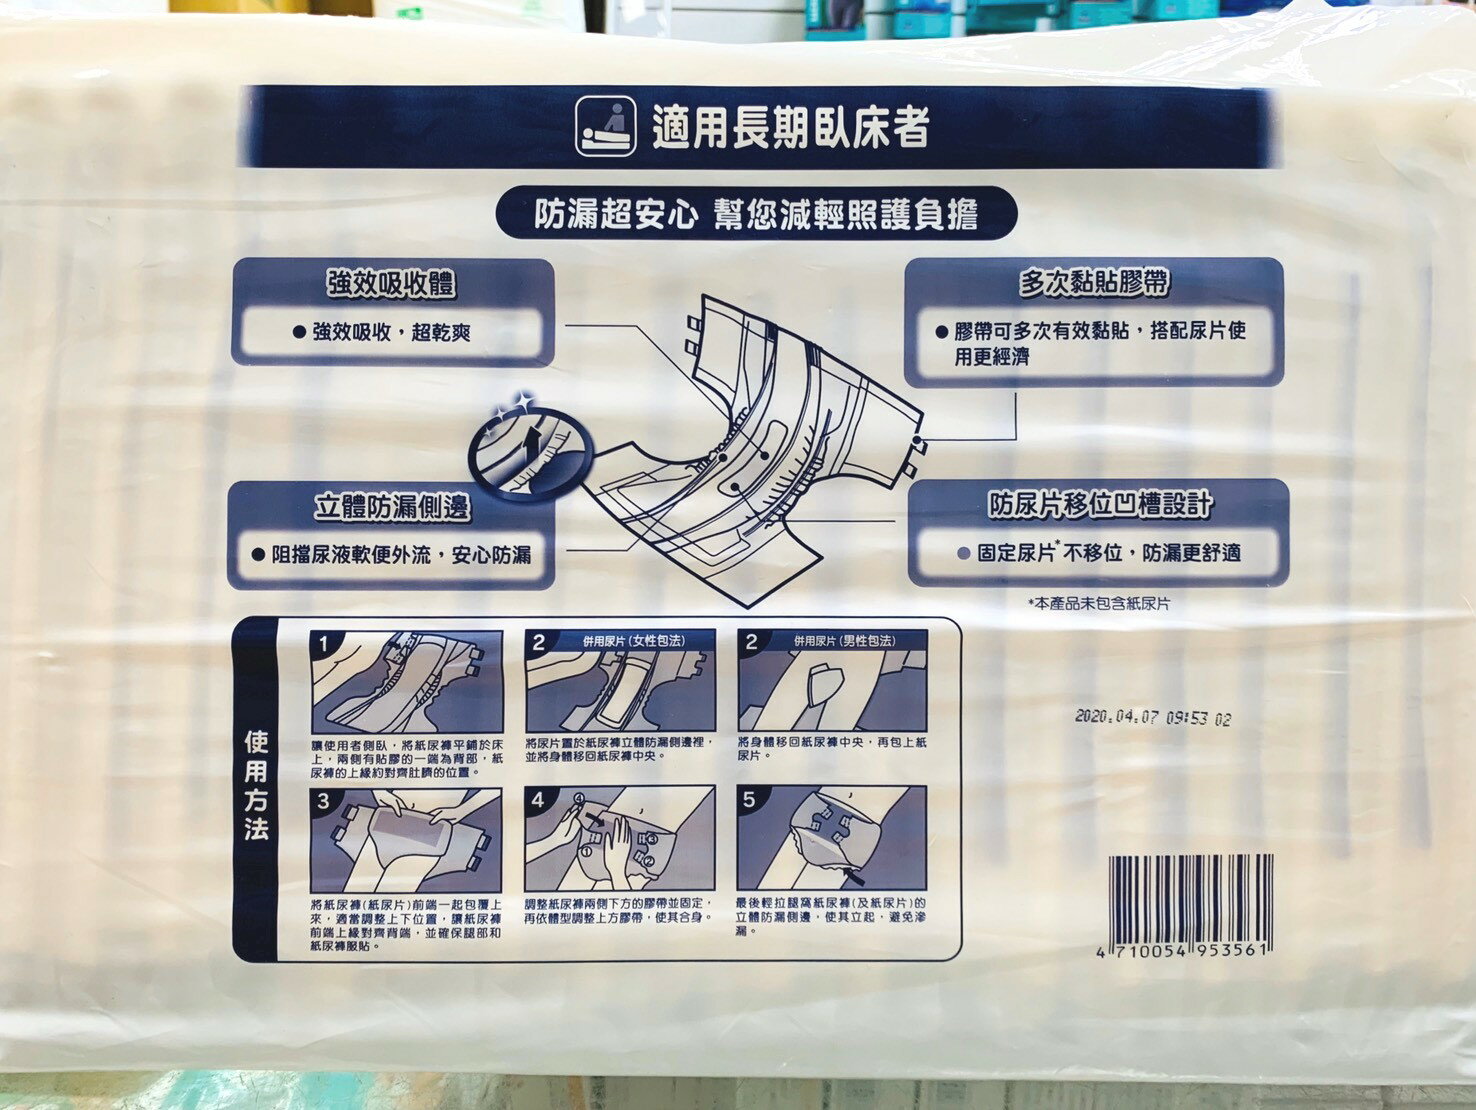 適用長期臥床者
防漏超安心 幫您減輕照護負擔
強效吸收體
● 強效吸收，超乾爽
多次黏貼膠帶
● 膠帶可多次有效黏貼，搭配尿片使
用更經濟
立體防漏側邊
● 阻擋尿液軟便外流，安心防漏
防尿片移位凹槽設計
● 固定尿片*不移位，防漏更舒適
*本產品未包含紙尿片
使用方法
1
讓使用者側臥，將紙尿褲平鋪於床
上，兩側有貼膠的一端為背部，紙
尿褲的上緣約對齊肚臍的位置。
2 併用尿片(女性包法)
將尿片置於紙尿褲立體防漏側邊裡，
並將身體移回紙尿褲中央。
2 併用尿片(男性包法)
將身體移回紙尿褲中央，再包上紙
尿片。
3
將紙尿褲(紙尿片)前端一起包覆上
來，適當調整上下位置，讓紙尿褲
前端上緣對齊背端，並確保腿部和
紙尿褲服貼。
4
④
①
③
②
調整紙尿褲兩側下方的膠帶並固定，
再依體型調整上方膠帶，使其合身。
5
最後輕拉腿窩紙尿褲(及紙尿片)的
立體防漏側邊，使其立起，避免滲
漏。
2020.04.07 09:53 02
4 710054 953561